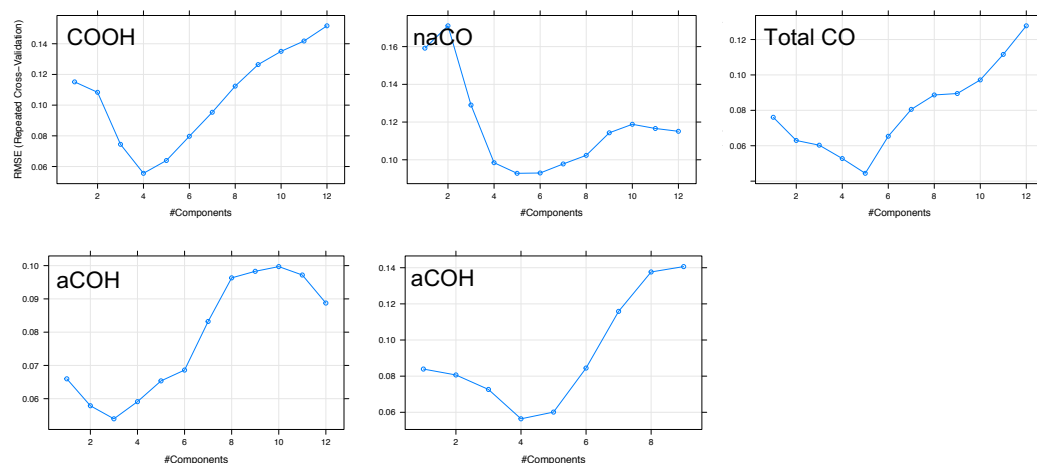 COOH
RMSE (Repeated Cross−Validation)
0.14
0.12
0.10
0.08
0.06
2 4 6 8 10 12
#Components
naCO
0.16
0.14
0.12
0.10
2 4 6 8 10 12
#Components
Total CO
0.12
0.10
0.08
0.06
2 4 6 8 10 12
#Components
aCOH
RMSE (Repeated Cross−Validation)
0.10
0.09
0.08
0.07
0.06
2 4 6 8 10 12
#Components
aCOH
0.14
0.12
0.10
0.08
0.06
2 4 6 8
#Components